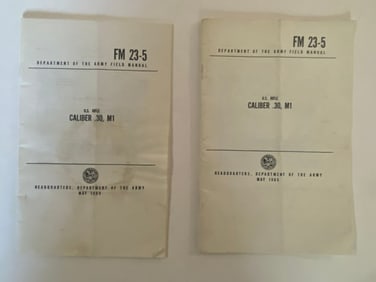 FM 23-5
DEPARTMENT OF THE ARMY FIELD MANUAL
U.S. RIFLE
CALIBER .30, M1
HEADQUARTERS, DEPARTMENT OF THE ARMY
MAY 1965
FM 23-5
DEPARTMENT OF THE ARMY FIELD MANUAL
U.S. RIFLE
CALIBER .30, M1
HEADQUARTERS, DEPARTMENT OF THE ARMY
MAY 1965